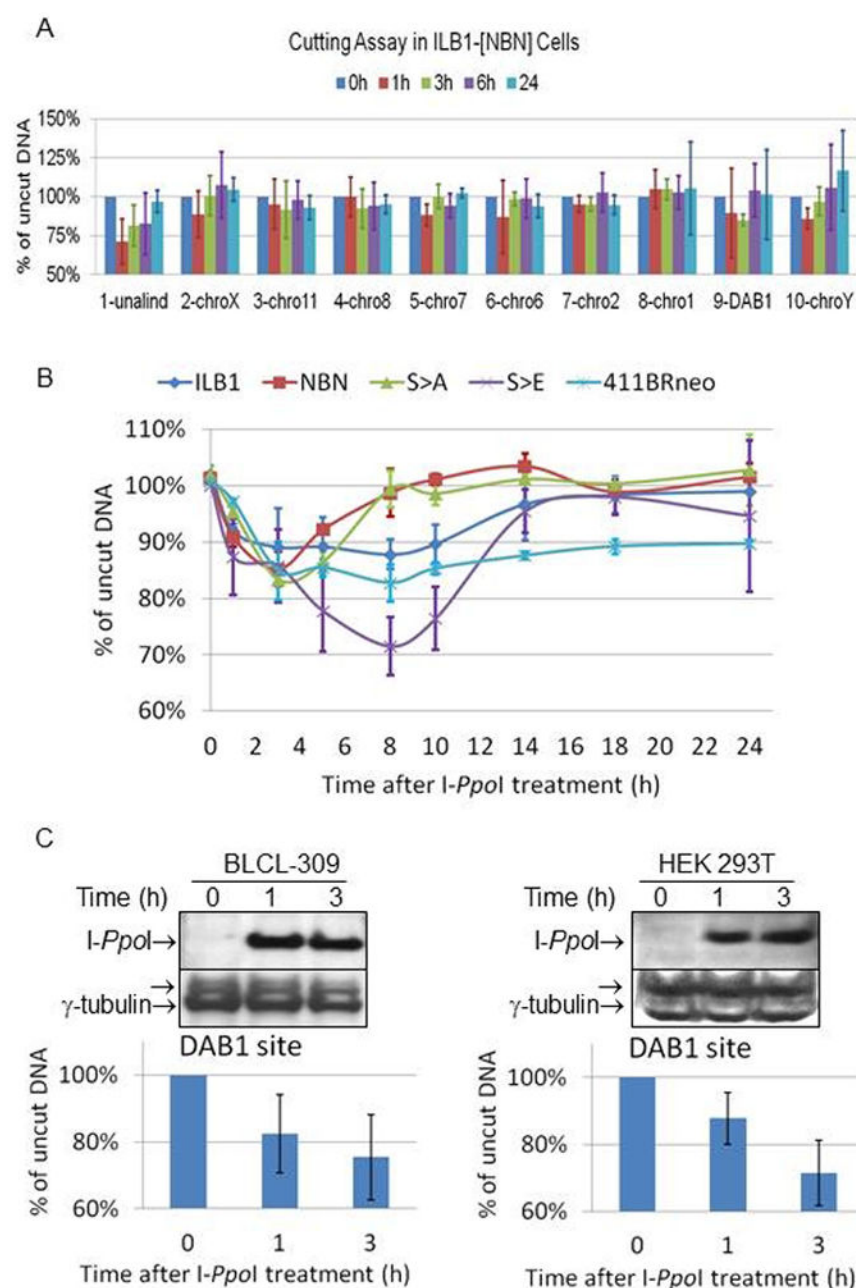 A
Cutting Assay in ILB1-[NBN] Cells
0h 1h 3h 6h 24
% of uncut DNA
150%
125%
100%
75%
50%
1-unalind 2-chroX 3-chro11 4-chro8 5-chro7 6-chro6 7-chro2 8-chro1 9-DAB1 10-chroY
B
ILB1 NBN S>A S>E 411BRneo
% of uncut DNA
110%
100%
90%
80%
70%
60%
0 2 4 6 8 10 12 14 16 18 20 22 24
Time after I-PpoI treatment (h)
C
BLCL-309
Time (h) 0 1 3
I-PpoI→
→
γ-tubulin→
DAB1 site
% of uncut DNA
100%
80%
60%
0 1 3
Time after I-PpoI treatment (h)
HEK 293T
Time (h) 0 1 3
I-PpoI→
→
γ-tubulin→
DAB1 site
% of uncut DNA
100%
80%
60%
0 1 3
Time after I-PpoI treatment (h)